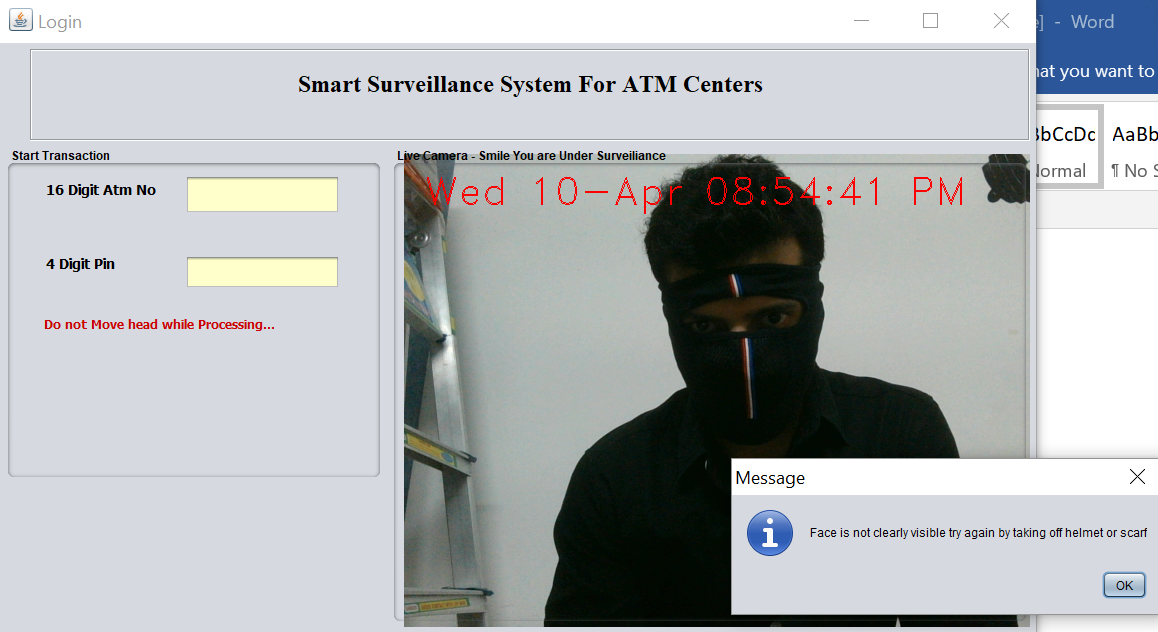 Login
Word
hat you want to
Smart Surveillance System For ATM Centers
AaBb
Normal
¶ No S
Start Transaction
Live Camera - Smile You are Under Surveiliance
16 Digit Atm No
Wed 10-Apr 08:54:41 PM
4 Digit Pin
Do not Move head while Processing...
Message
Face is not clearly visible try again by taking off helmet or scarf
OK